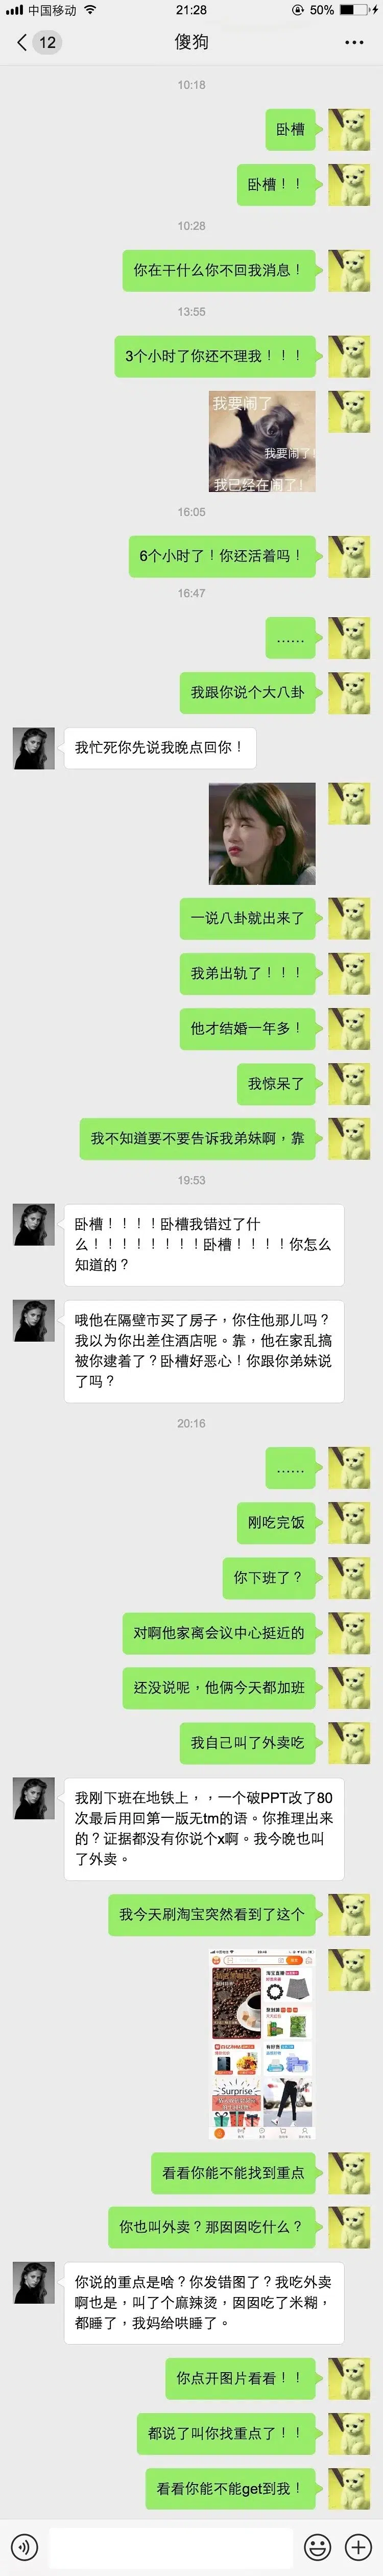 中国移动
21:28
50%
12
傻狗
10:18
卧槽
卧槽！！
10:28
你在干什么你不回我消息！
13:55
3个小时了你还不理我！！！
我要闹了
我要闹了！
我已经在闹了！
16:05
6个小时了！你还活着吗！
16:47
……
我跟你说个大八卦
我忙死你先说我晚点回你！
一说八卦就出来了
我弟出轨了！！！
他才结婚一年多！
我惊呆了
我不知道要不要告诉我弟妹啊，靠
19:53
卧槽！！！！卧槽我错过了什
么！！！！！！！！卧槽！！！！你怎么
知道的？
哦他在隔壁市买了房子，你住他那儿吗？
我以为你出差住酒店呢。靠，他在家乱搞
被你逮着了？卧槽好恶心！你跟你弟妹说
了吗？
20:16
……
刚吃完饭
你下班了？
对啊他家离会议中心挺近的
还没说呢，他俩今天都加班
我自己叫了外卖吃
我刚下班在地铁上，，一个破PPT改了80
次最后用回第一版无tm的语。你推理出来
的？证据都没有你说个x啊。我今晚也叫
了外卖。
我今天刷淘宝突然看到了这个
淘宝直播
有好货
Surprise
看看你能不能找到重点
你也叫外卖？那囡囡吃什么？
你说的重点是啥？你发错图了？我吃外卖
啊也是，叫了个麻辣烫，囡囡吃了米糊，
都睡了，我妈给哄睡了。
你点开图片看看！！
都说了叫你找重点了！！
看看你能不能get到我！